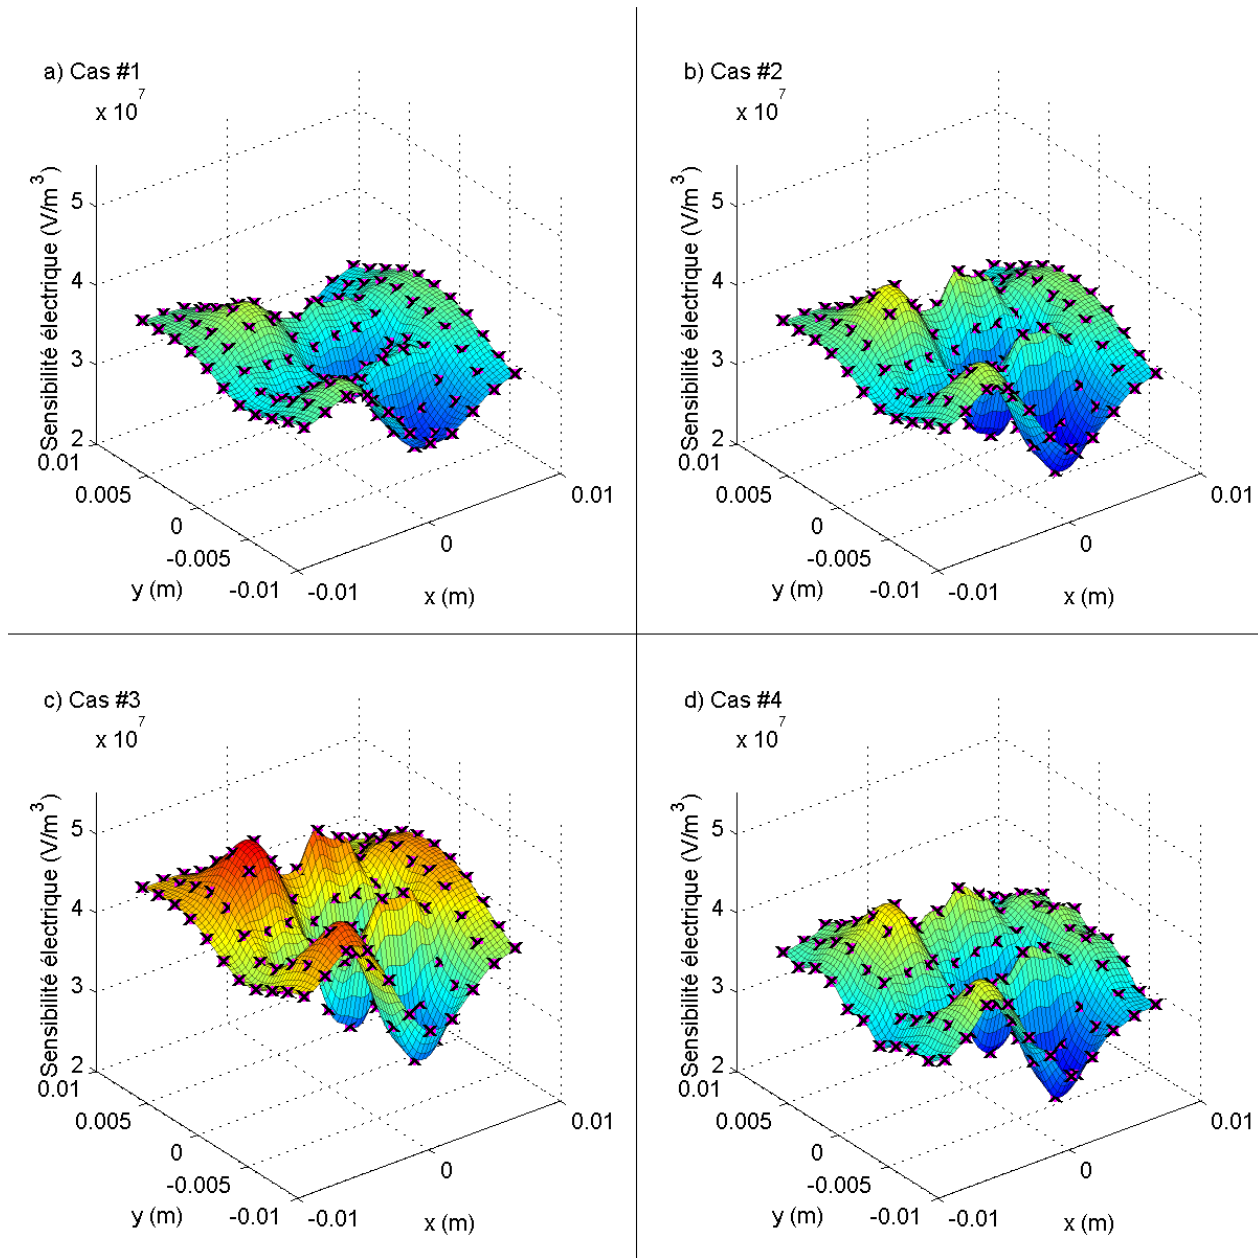 a) Cas #1
x 10^7
Sensibilité électrique (V/m^3)
5
4
3
2
0.01
0.005
0
-0.005
-0.01
y (m)
-0.01
0
0.01
x (m)
b) Cas #2
x 10^7
Sensibilité électrique (V/m^3)
5
4
3
2
0.01
0.005
0
-0.005
-0.01
y (m)
-0.01
0
0.01
x (m)
c) Cas #3
x 10^7
Sensibilité électrique (V/m^3)
5
4
3
2
0.01
0.005
0
-0.005
-0.01
y (m)
-0.01
0
0.01
x (m)
d) Cas #4
x 10^7
Sensibilité électrique (V/m^3)
5
4
3
2
0.01
0.005
0
-0.005
-0.01
y (m)
-0.01
0
0.01
x (m)